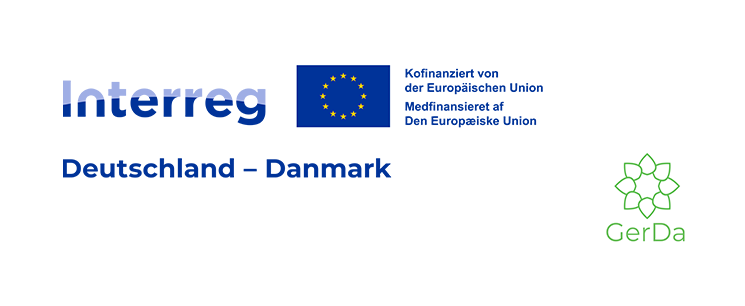 Interreg
Kofinanziert von
der Europäischen Union
Medfinansieret af
Den Europæiske Union
Deutschland – Danmark
GerDa